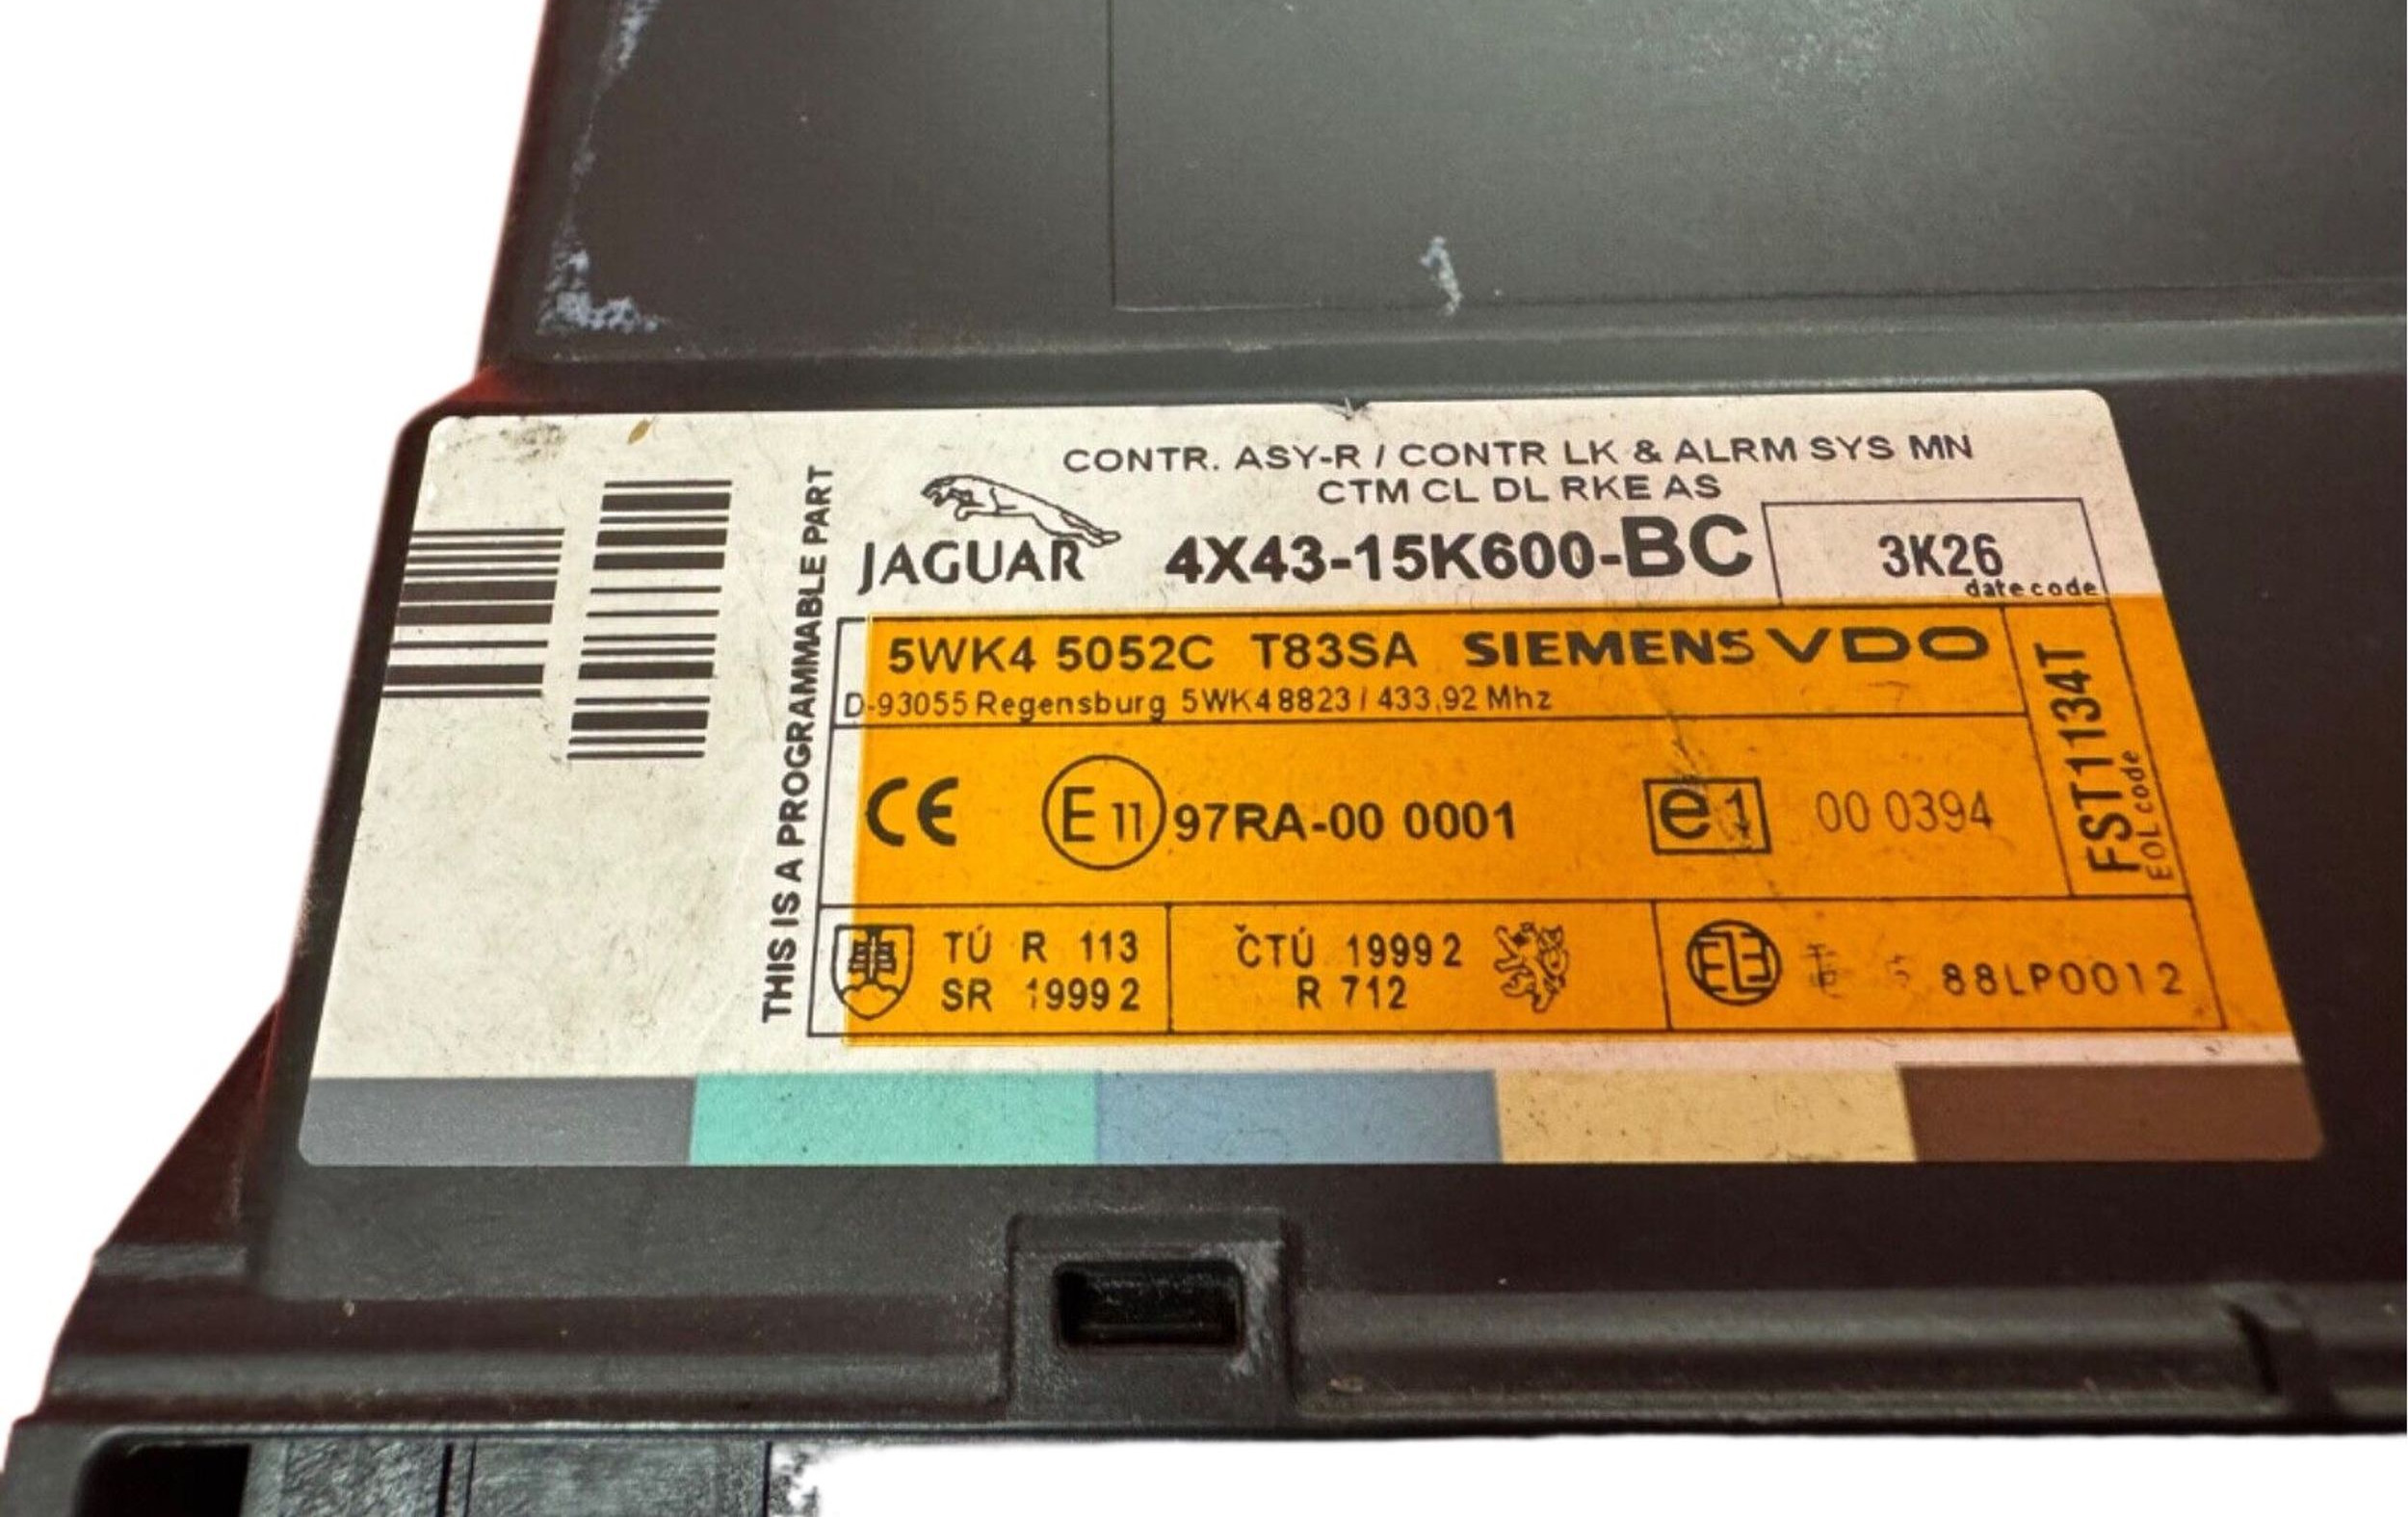 CONTR. ASY-R / CONTR LK & ALRM SYS MN
CTM CL DL RKE AS
JAGUAR 4X43-15K600-BC
3K26
date code
THIS IS A PROGRAMMABLE PART
5WK4 5052C T83SA SIEMENS VDO
D-93055 Regensburg 5WK48823 / 433,92 Mhz
FST1134T
EOL code
CE E 11 97RA-00 0001 e1 00 0394
TÚ R 113
SR 1999 2
ČTÚ 1999 2
R 712
88LP0012